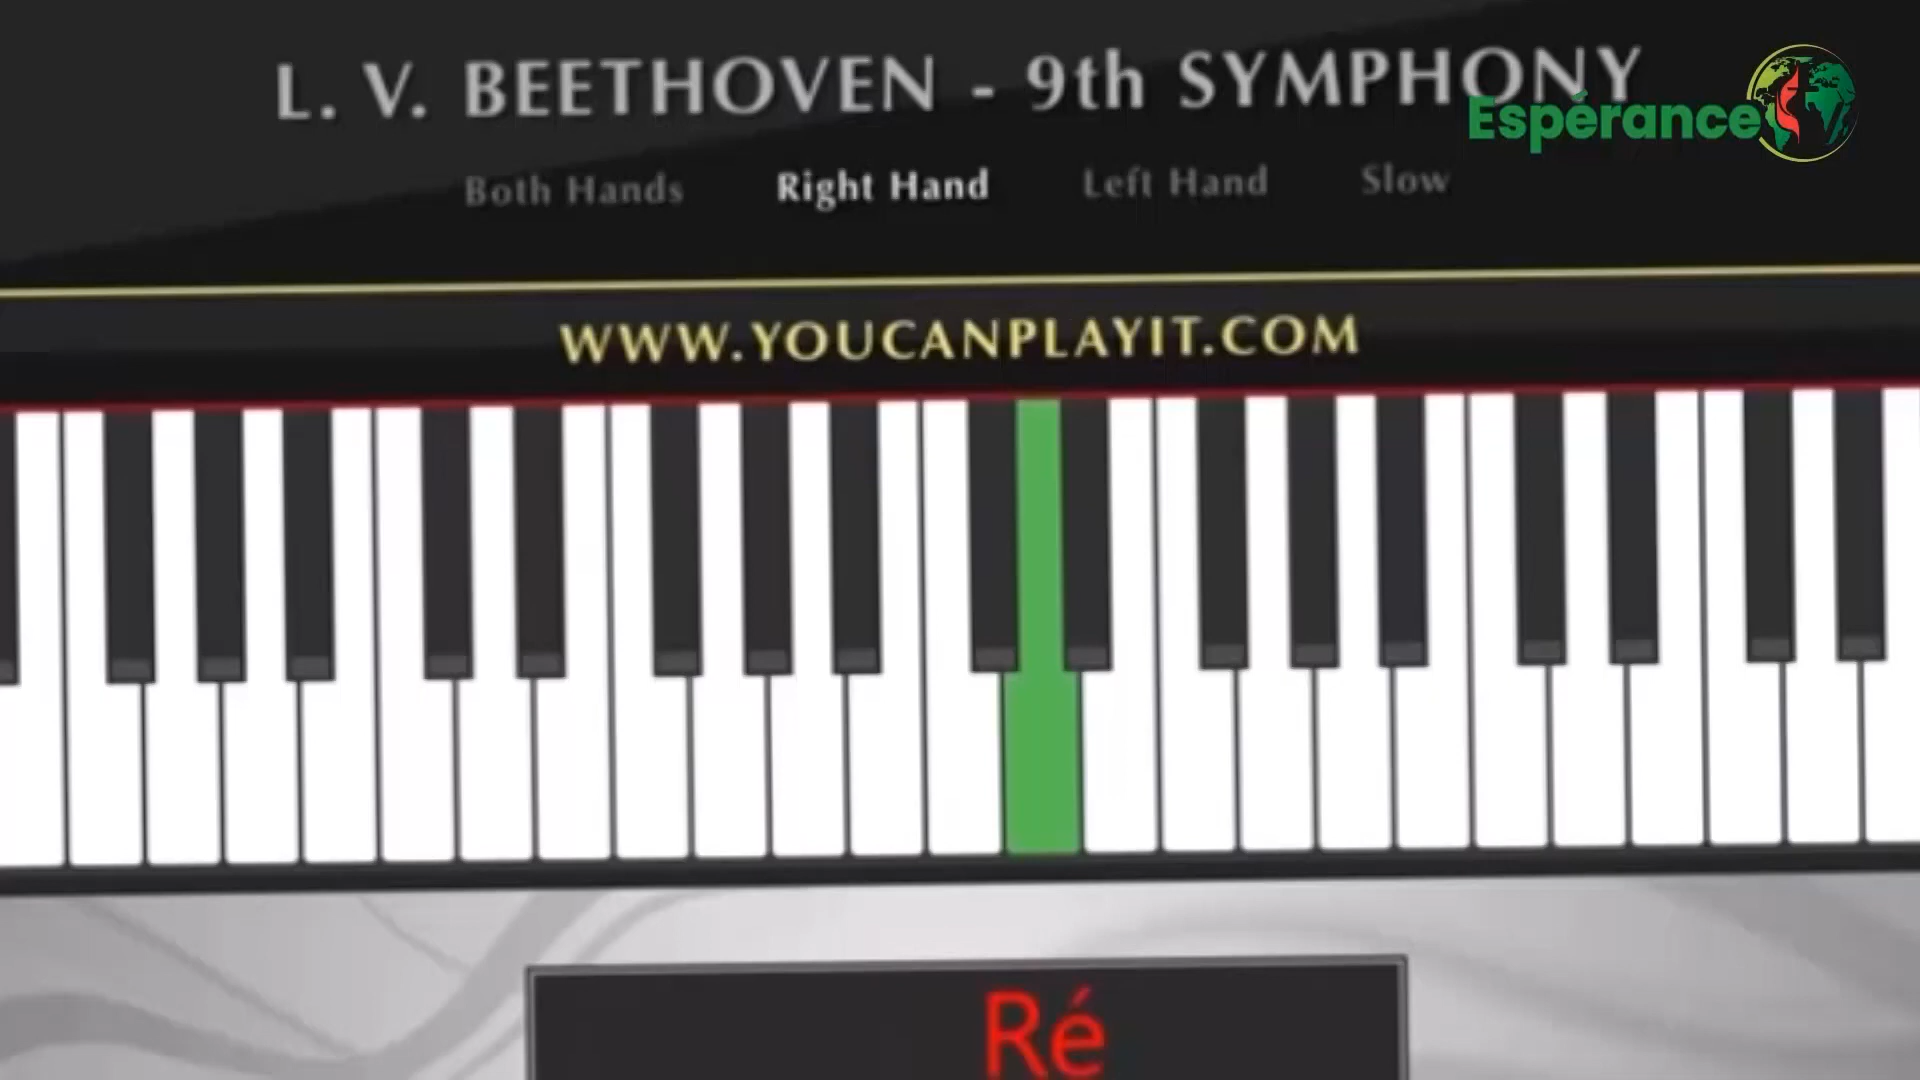 L. V. BEETHOVEN - 9th SYMPHONY
Espérance
Both Hands Right Hand Left Hand Slow
WWW.YOUCANPLAYIT.COM
Ré